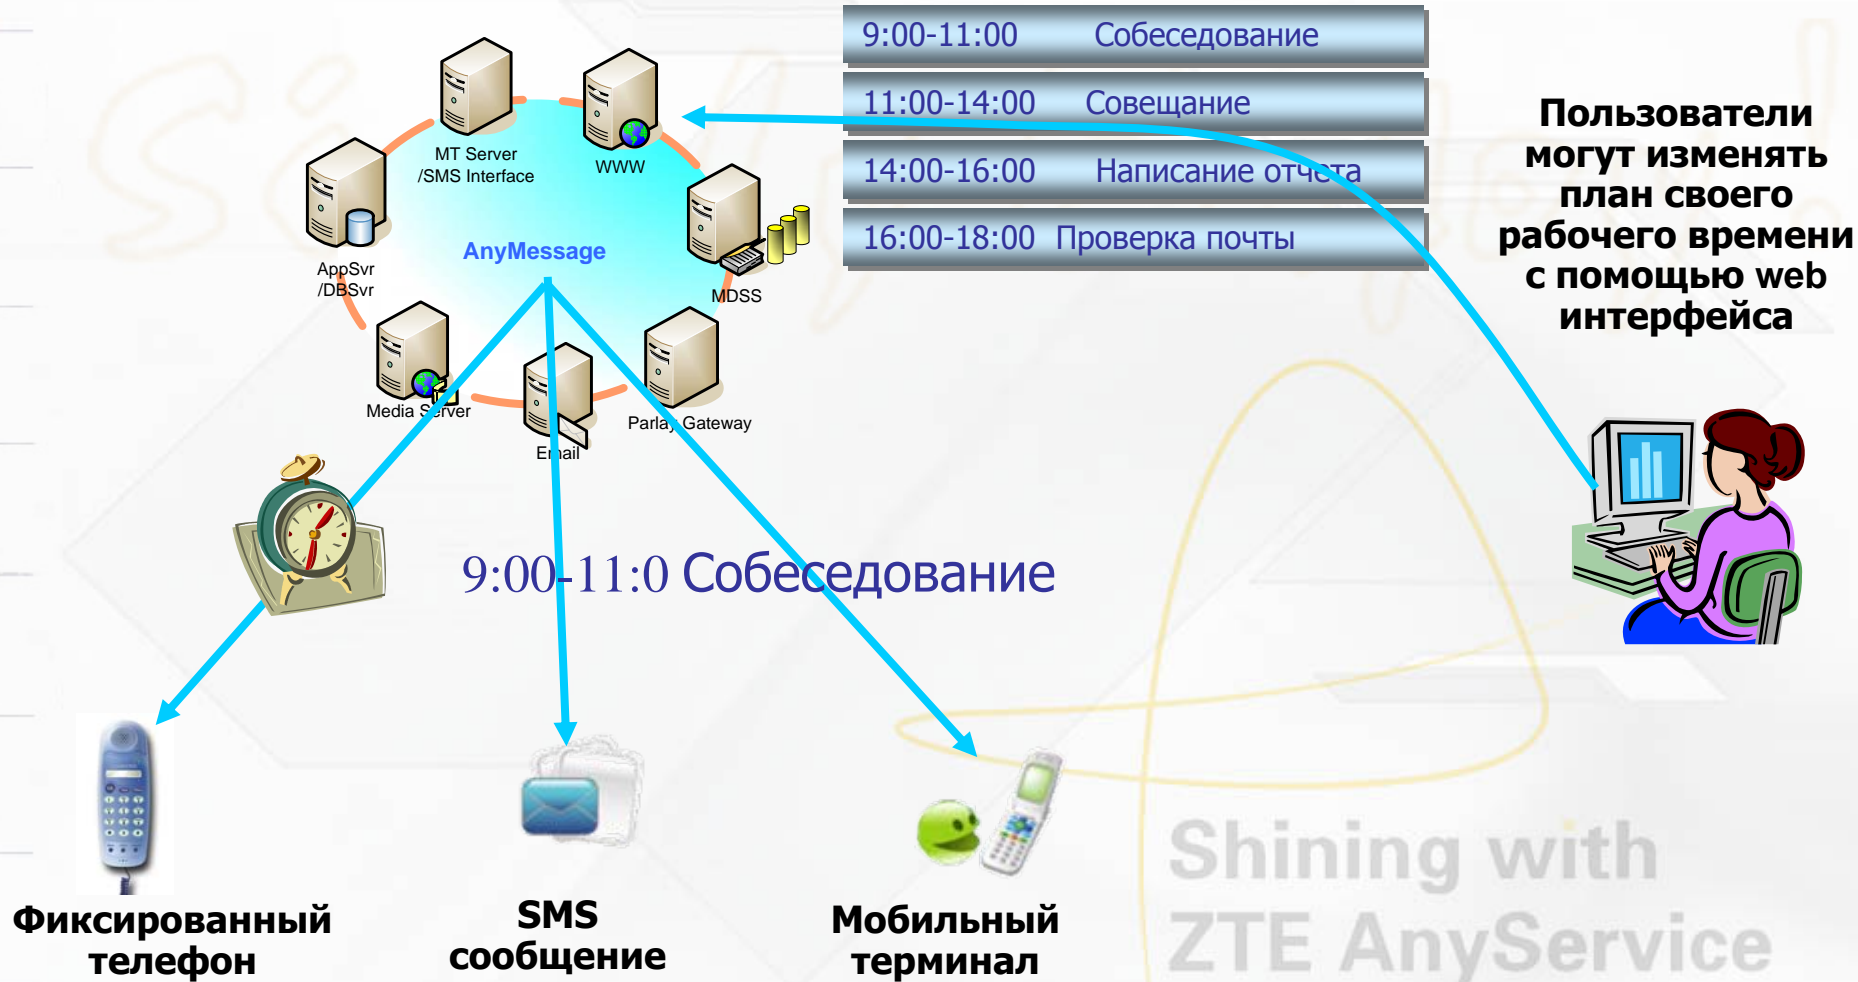 9:00-11:00 Собеседование
11:00-14:00 Совещание
14:00-16:00 Написание отчета
16:00-18:00 Проверка почты
Пользователи
могут изменять
план своего
рабочего времени
с помощью web
интерфейса
MT Server
/SMS Interface
WWW
AppSvr
/DBSvr
AnyMessage
MDSS
Media Server
Email
Parlay Gateway
9:00-11:0 Собеседование
Фиксированный
телефон
SMS
сообщение
Мобильный
терминал
Shining with
ZTE AnyService